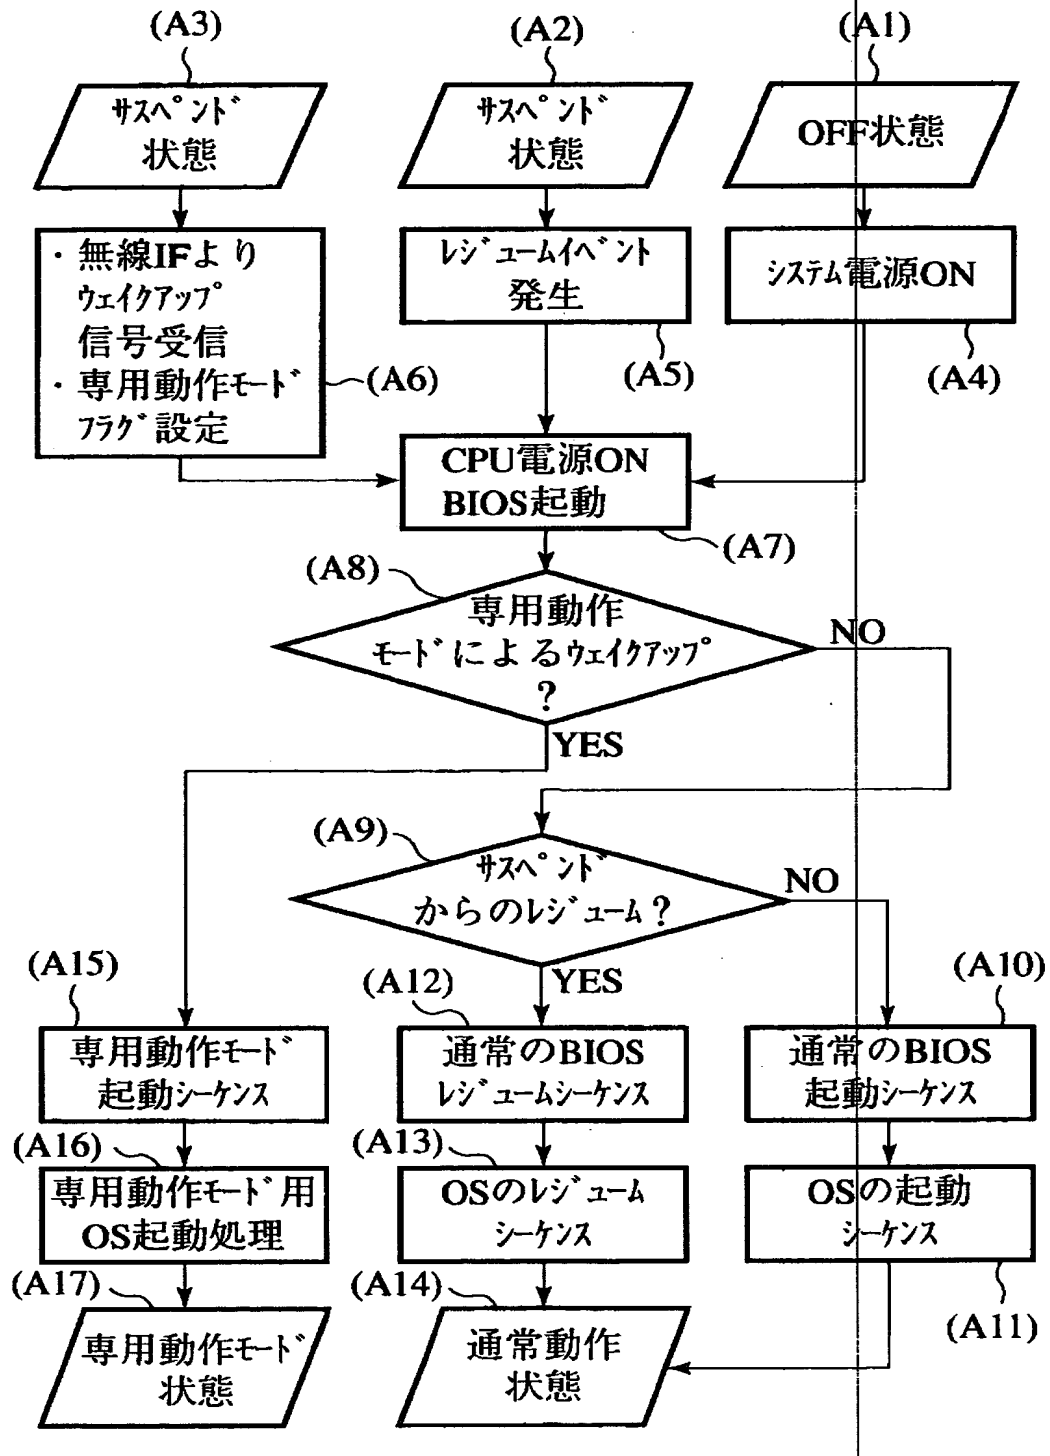 (A3)
サスペンド
状態
(A2)
サスペンド
状態
(A1)
OFF状態
・無線IFより
ウェイクアップ
信号受信
・専用動作モード
フラグ設定
(A6)
レジュームイベント
発生
(A5)
システム電源ON
(A4)
CPU電源ON
BIOS起動
(A7)
(A8)
専用動作
モードによるウェイクアップ
?
NO
YES
(A9)
サスペンド
からのレジューム?
NO
YES
(A15)
専用動作モード
起動シーケンス
(A12)
通常のBIOS
レジュームシーケンス
(A10)
通常のBIOS
起動シーケンス
(A16)
専用動作モード用
OS起動処理
(A13)
OSのレジューム
シーケンス
OSの起動
シーケンス
(A11)
(A17)
専用動作モード
状態
(A14)
通常動作
状態